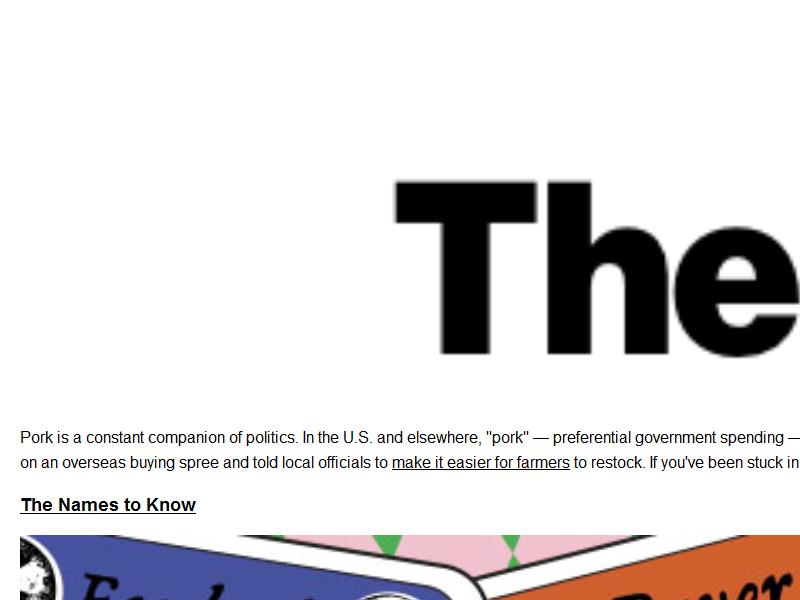 The
Pork is a constant companion of politics. In the U.S. and elsewhere, "pork" — preferential government spending —
on an overseas buying spree and told local officials to make it easier for farmers to restock. If you've been stuck in
The Names to Know